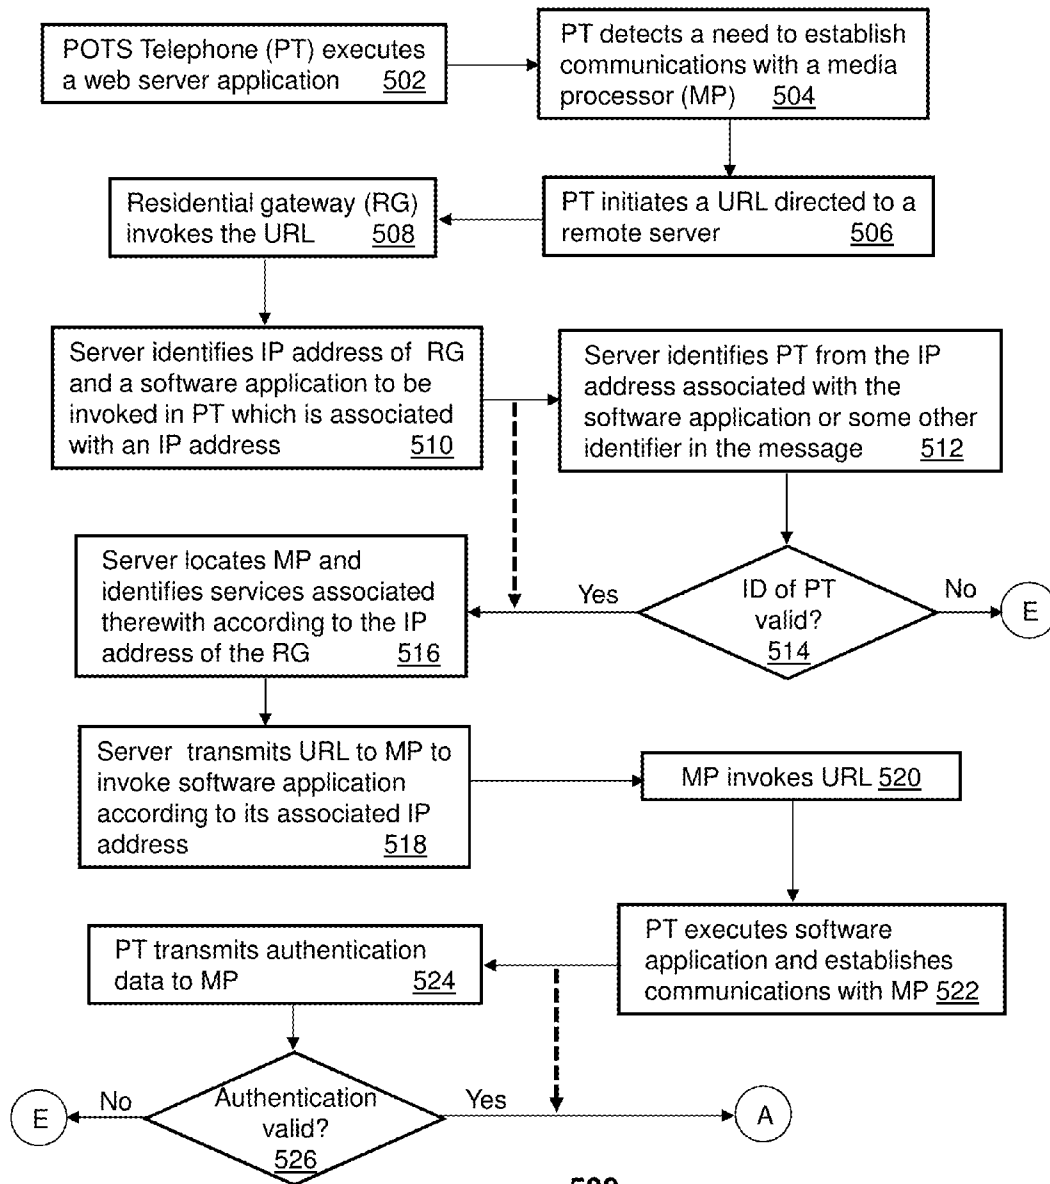 POTS Telephone (PT) executes
a web server application 502
PT detects a need to establish
communications with a media
processor (MP) 504
PT initiates a URL directed to a
remote server 506
Residential gateway (RG)
invokes the URL 508
Server identifies IP address of RG
and a software application to be
invoked in PT which is associated
with an IP address 510
Server identifies PT from the IP
address associated with the
software application or some other
identifier in the message 512
ID of PT
valid?
514
Yes
No
E
Server locates MP and
identifies services associated
therewith according to the IP
address of the RG 516
Server transmits URL to MP to
invoke software application
according to its associated IP
address 518
MP invokes URL 520
PT executes software
application and establishes
communications with MP 522
PT transmits authentication
data to MP 524
Authentication
valid?
526
No
E
Yes
A